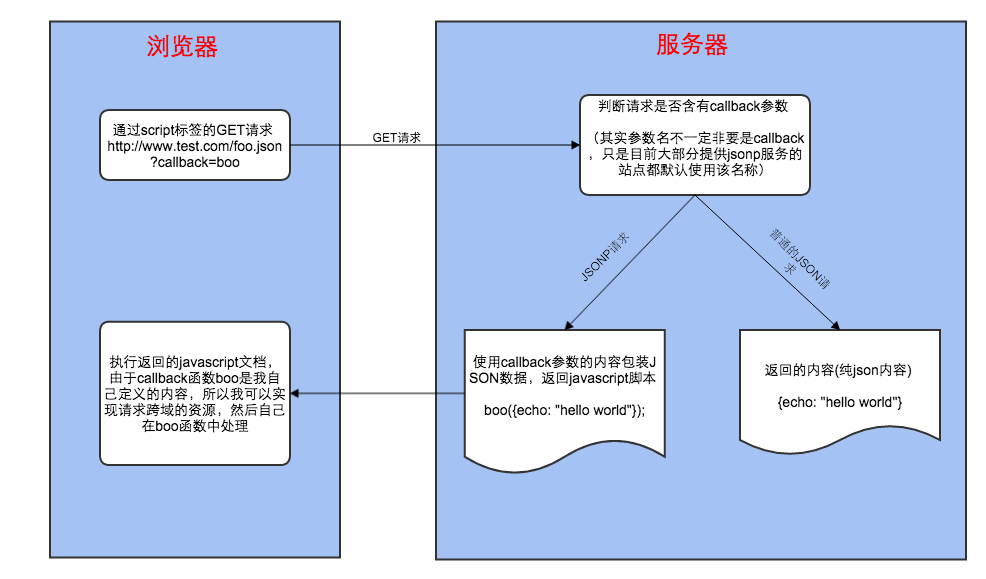 浏览器
服务器
通过script标签的GET请求
http://www.test.com/foo.json
?callback=boo
GET请求
判断请求是否含有callback参数
（其实参数名不一定非要是callback
，只是目前大部分提供jsonp服务的
站点都默认使用该名称）
JSONP请求
普通的JSON请
求
使用callback参数的内容包装J
SON数据，返回javascript脚本
boo({echo: "hello world"});
返回的内容(纯json内容)
{echo: "hello world"}
执行返回的javascript文档，
由于callback函数boo是我自
己定义的内容，所以我可以实
现请求跨域的资源，然后自己
在boo函数中处理